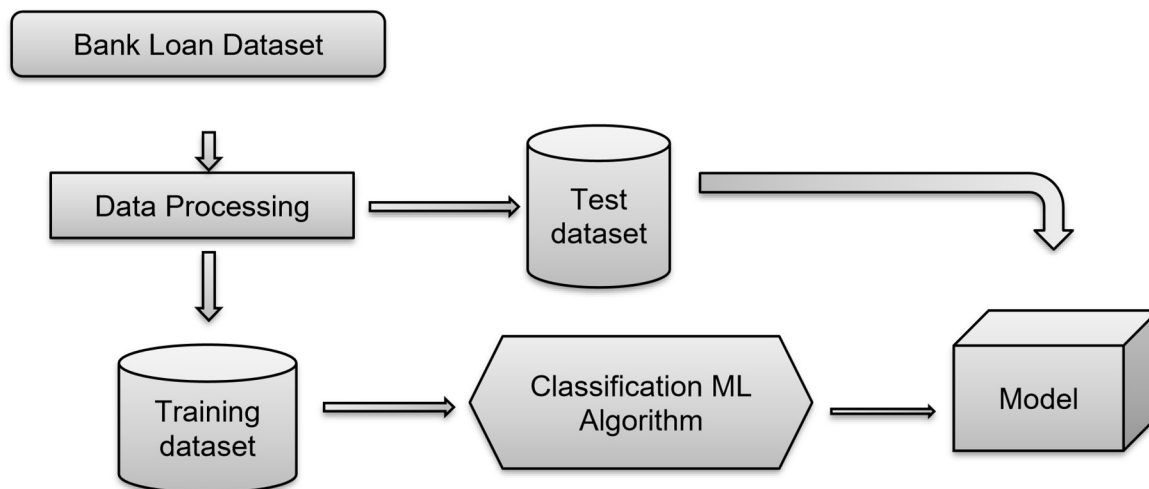 Bank Loan Dataset
Data Processing
Test
dataset
Training
dataset
Classification ML
Algorithm
Model